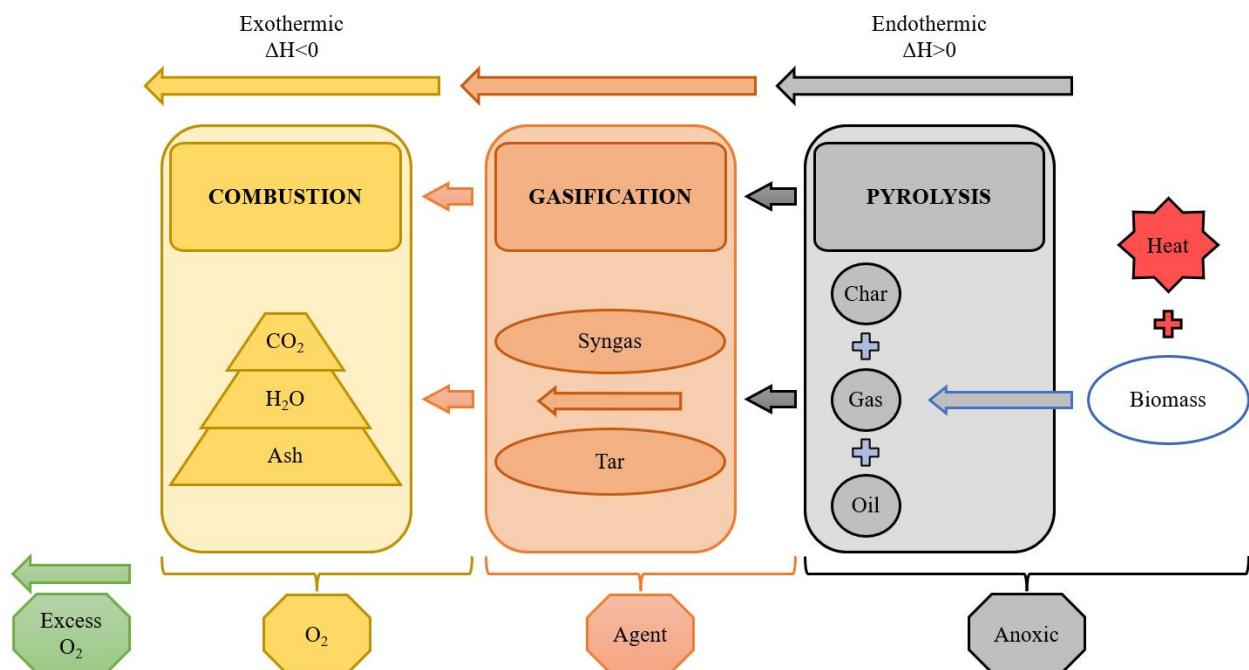 Exothermic
ΔH<0
Endothermic
ΔH>0
COMBUSTION
GASIFICATION
PYROLYSIS
Heat
Char
CO₂
Syngas
H₂O
Gas
Biomass
Ash
Tar
Oil
Excess
O₂
O₂
Agent
Anoxic